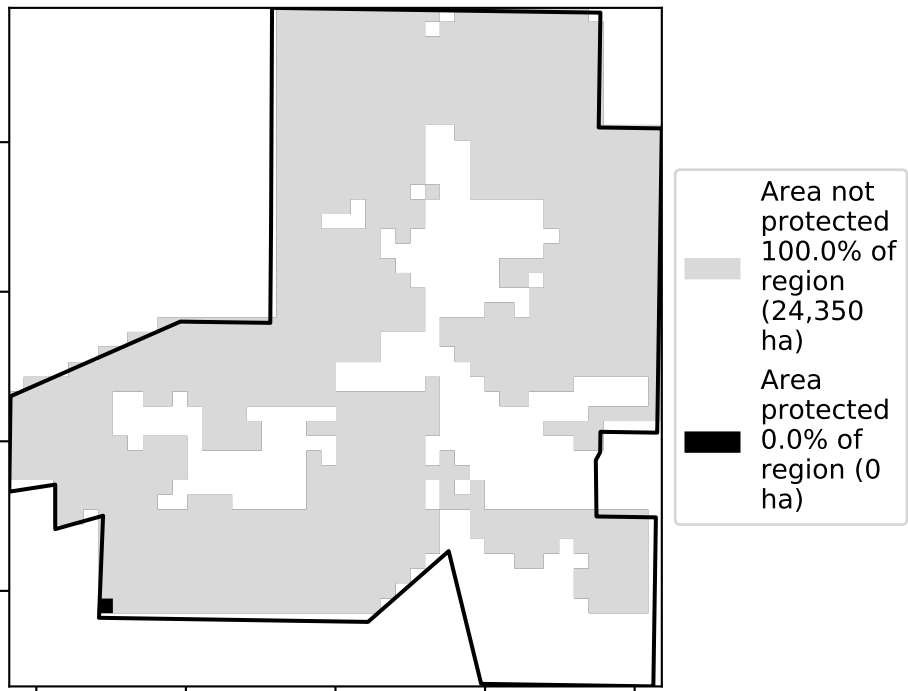 Area not
protected
100.0% of
region
(24,350
ha)
Area
protected
0.0% of
region (0
ha)